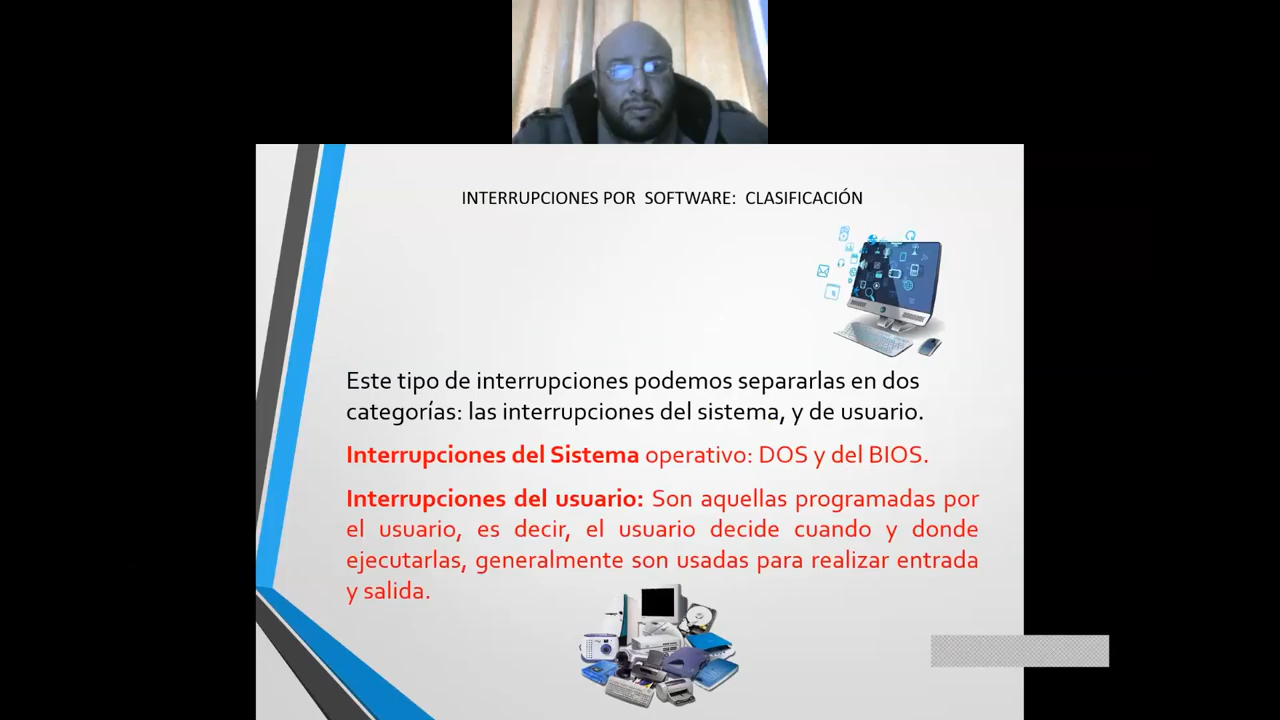 INTERRUPCIONES POR SOFTWARE: CLASIFICACIÓN
Este tipo de interrupciones podemos separarlas en dos
categorías: las interrupciones del sistema, y de usuario.
Interrupciones del Sistema operativo: DOS y del BIOS.
Interrupciones del usuario: Son aquellas programadas por
el usuario, es decir, el usuario decide cuando y donde
ejecutarlas, generalmente son usadas para realizar entrada
y salida.